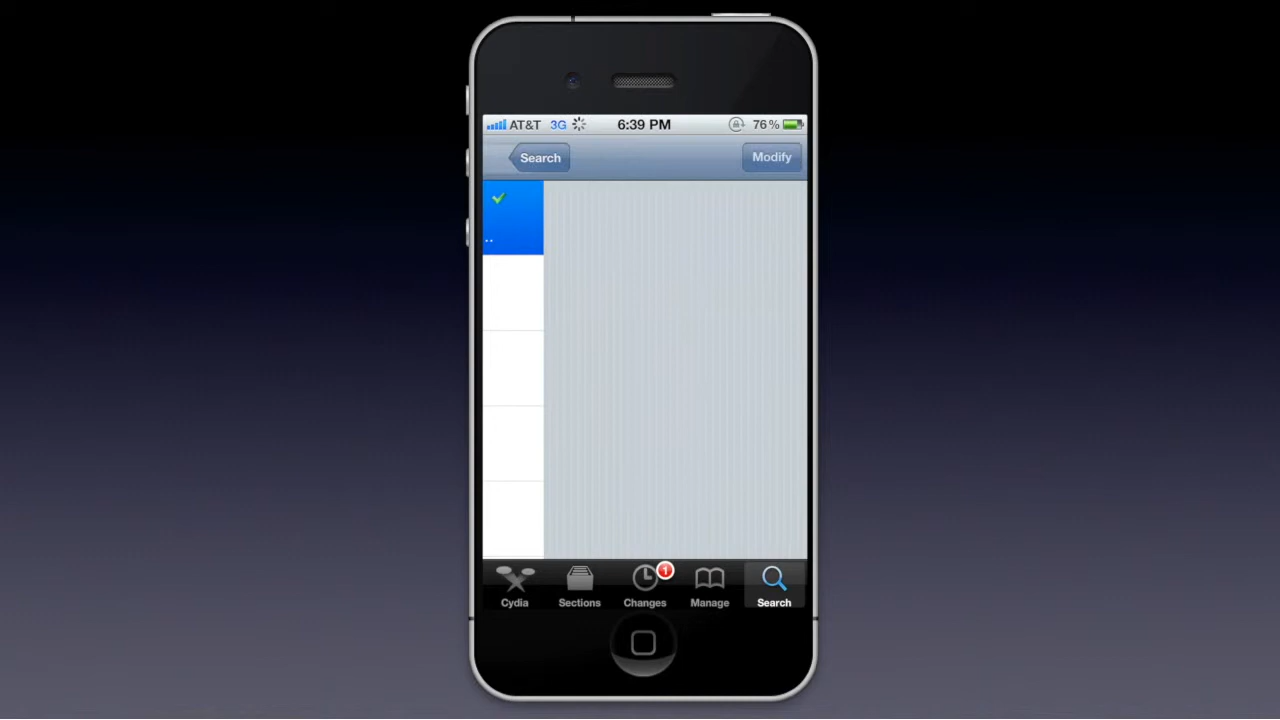 AT&T 3G 6:39 PM 76%
Search Modify
..
Cydia Sections Changes 1 Manage Search